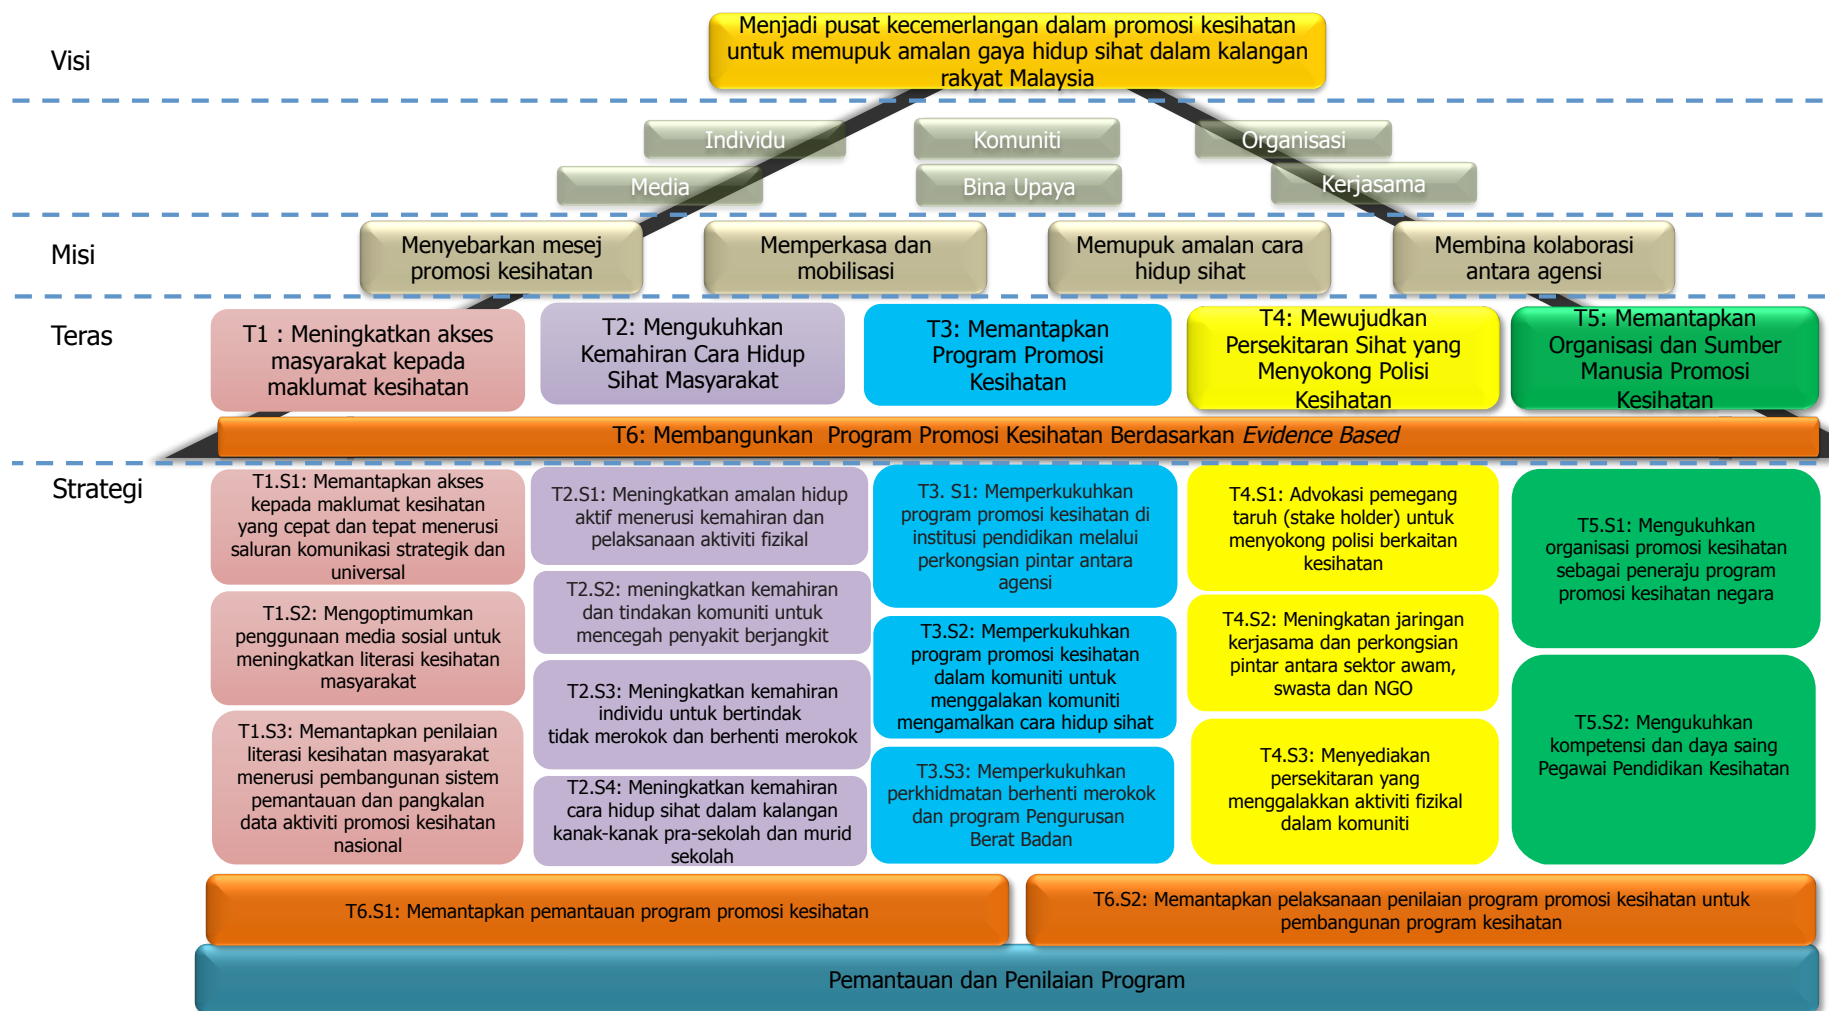 Visi
Menjadi pusat kecemerlangan dalam promosi kesihatan
untuk memupuk amalan gaya hidup sihat dalam kalangan
rakyat Malaysia
Individu
Komuniti
Organisasi
Media
Bina Upaya
Kerjasama
Misi
Menyebarkan mesej
promosi kesihatan
Memperkasa dan
mobilisasi
Memupuk amalan cara
hidup sihat
Membina kolaborasi
antara agensi
Teras
T1 : Meningkatkan akses
masyarakat kepada
maklumat kesihatan
T2: Mengukuhkan
Kemahiran Cara Hidup
Sihat Masyarakat
T3: Memantapkan
Program Promosi
Kesihatan
T4: Mewujudkan
Persekitaran Sihat yang
Menyokong Polisi
Kesihatan
T5: Memantapkan
Organisasi dan Sumber
Manusia Promosi
Kesihatan
T6: Membangunkan  Program Promosi Kesihatan Berdasarkan Evidence Based
Strategi
T1.S1: Memantapkan akses
kepada maklumat kesihatan
yang cepat dan tepat menerusi
saluran komunikasi strategik dan
universal
T1.S2: Mengoptimumkan
penggunaan media sosial untuk
meningkatkan literasi kesihatan
masyarakat
T1.S3: Memantapkan penilaian
literasi kesihatan masyarakat
menerusi pembangunan sistem
pemantauan dan pangkalan
data aktiviti promosi kesihatan
nasional
T2.S1: Meningkatkan amalan hidup
aktif menerusi kemahiran dan
pelaksanaan aktiviti fizikal
T2.S2: meningkatkan kemahiran
dan tindakan komuniti untuk
mencegah penyakit berjangkit
T2.S3: Meningkatkan kemahiran
individu untuk bertindak
tidak merokok dan berhenti merokok
T2.S4: Meningkatkan kemahiran
cara hidup sihat dalam kalangan
kanak-kanak pra-sekolah dan murid
sekolah
T3. S1: Memperkukuhkan
program promosi kesihatan di
institusi pendidikan melalui
perkongsian pintar antara
agensi
T3.S2: Memperkukuhkan
program promosi kesihatan
dalam komuniti untuk
menggalakan komuniti
mengamalkan cara hidup sihat
T3.S3: Memperkukuhkan
perkhidmatan berhenti merokok
dan program Pengurusan
Berat Badan
T4.S1: Advokasi pemegang
taruh (stake holder) untuk
menyokong polisi berkaitan
kesihatan
T4.S2: Meningkatan jaringan
kerjasama dan perkongsian
pintar antara sektor awam,
swasta dan NGO
T4.S3: Menyediakan
persekitaran yang
menggalakkan aktiviti fizikal
dalam komuniti
T5.S1: Mengukuhkan
organisasi promosi kesihatan
sebagai peneraju program
promosi kesihatan negara
T5.S2: Mengukuhkan
kompetensi dan daya saing
Pegawai Pendidikan Kesihatan
T6.S1: Memantapkan pemantauan program promosi kesihatan
T6.S2: Memantapkan pelaksanaan penilaian program promosi kesihatan untuk
pembangunan program kesihatan
Pemantauan dan Penilaian Program